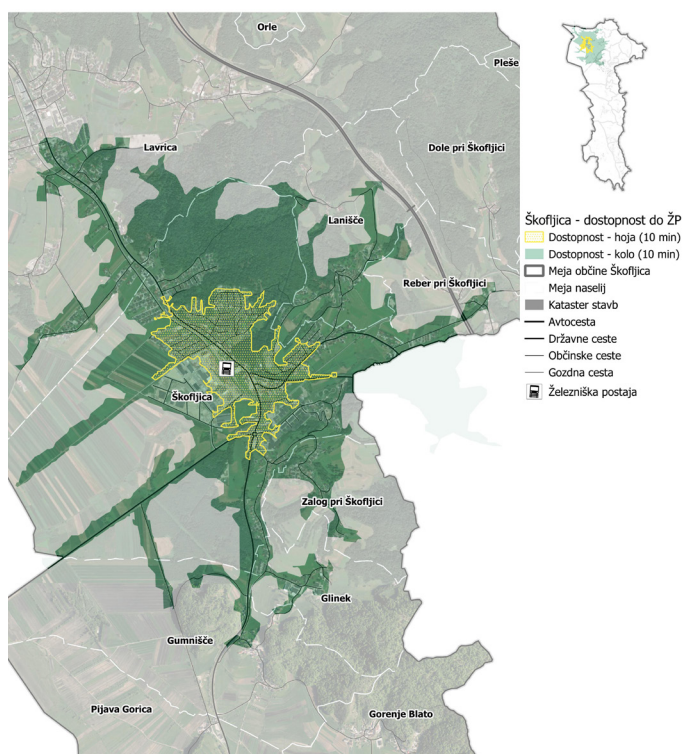 Orle
Pleše
Lavrica
Dole pri Škofljici
Lanišče
Reber pri Škofljici
Škofljica
Zalog pri Škofljici
Glinek
Gumnišče
Pijava Gorica
Gorenje Blato
Škofljica - dostopnost do ŽP
Dostopnost - hoja (10 min)
Dostopnost - kolo (10 min)
Meja občine Škofljica
Meja naselij
Kataster stavb
Avtocesta
Državne ceste
Občinske ceste
Gozdna cesta
Železniška postaja